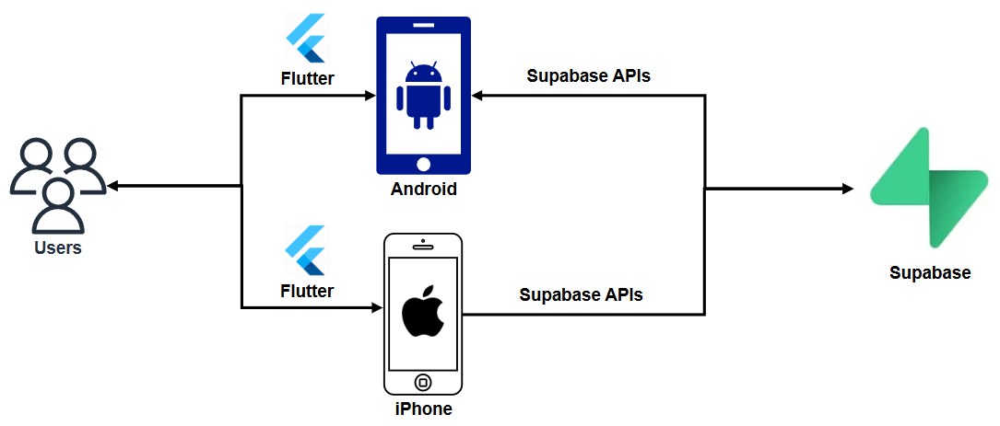 Flutter
Supabase APIs
Android
Users
Flutter
Supabase APIs
iPhone
Supabase